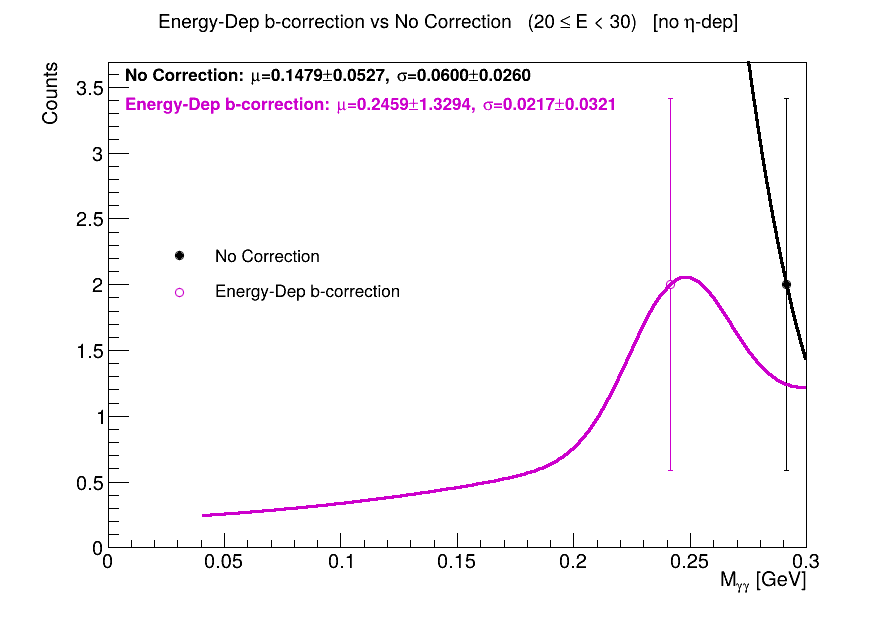 Energy-Dep b-correction vs No Correction (20 ≤ E < 30) [no η-dep]
Counts
No Correction: μ=0.1479±0.0527, σ=0.0600±0.0260
Energy-Dep b-correction: μ=0.2459±1.3294, σ=0.0217±0.0321
3.5
3
2.5
2
1.5
1
0.5
0
No Correction
Energy-Dep b-correction
0 0.05 0.1 0.15 0.2 0.25 0.3
Mγγ [GeV]